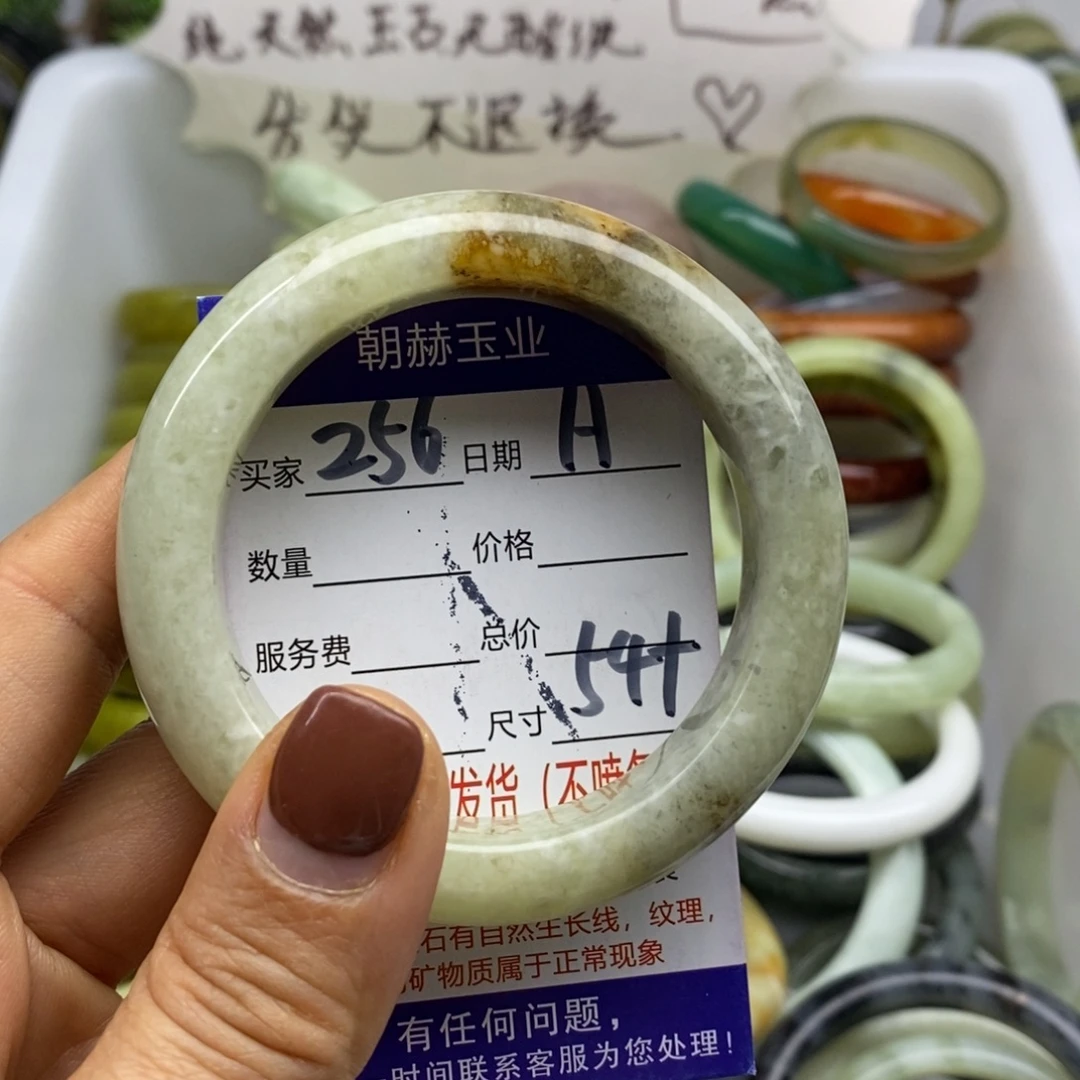 纯天然玉石无酸洗
售后不退换
朝赫玉业
买家 256 日期 A
数量 价格
服务费 总价
541
尺寸
发货(不喷
石有自然生长线,纹理,
矿物质属于正常现象
有任何问题,
时间联系客服为您处理!